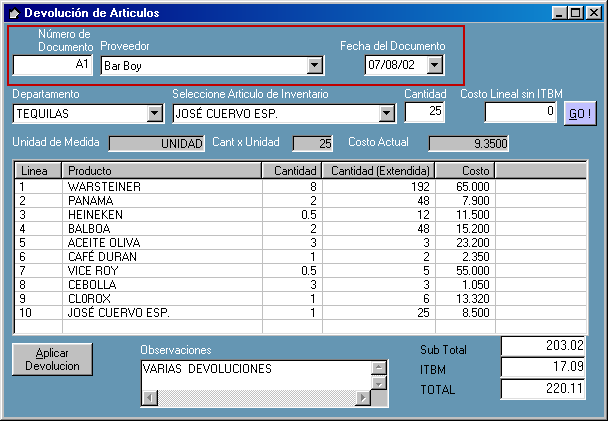 Devolución de Articulos
Número de Documento A1 Proveedor Bar Boy Fecha del Documento 07/08/02
Departamento Seleccione Articulo de Inventario Cantidad Costo Lineal sin ITBM
TEQUILAS JOSÉ CUERVO ESP. 25 0 GO !
Unidad de Medida UNIDAD Cant x Unidad 25 Costo Actual 9.3500
Linea Producto Cantidad Cantidad (Extendida) Costo
1 WARSTEINER 8 192 65.000
2 PANAMA 2 48 7.900
3 HEINEKEN 0.5 12 11.500
4 BALBOA 2 48 15.200
5 ACEITE OLIVA 3 3 23.200
6 CAFÉ DURAN 1 2 2.350
7 VICE ROY 0.5 5 55.000
8 CEBOLLA 3 3 1.050
9 CL0ROX 1 6 13.320
10 JOSÉ CUERVO ESP. 1 25 8.500
Aplicar Devolucion
Observaciones
VARIAS DEVOLUCIONES
Sub Total 203.02
ITBM 17.09
TOTAL 220.11